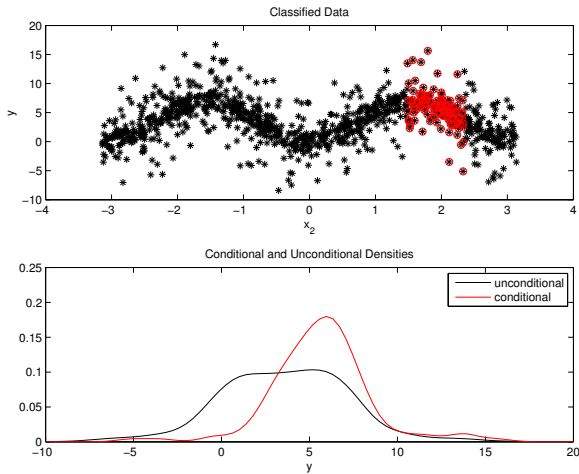 Classified Data
20
15
10
5
0
−5
−10
y
−4 −3 −2 −1 0 1 2 3 4
x2
Conditional and Unconditional Densities
0.25
0.2
0.15
0.1
0.05
0
unconditional
conditional
−10 −5 0 5 10 15 20
y